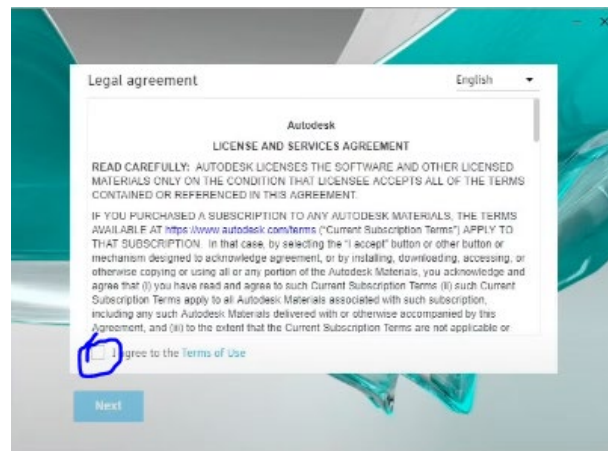 Legal agreement
English
Autodesk
LICENSE AND SERVICES AGREEMENT
READ CAREFULLY: AUTODESK LICENSES THE SOFTWARE AND OTHER LICENSED
MATERIALS ONLY ON THE CONDITION THAT LICENSEE ACCEPTS ALL OF THE TERMS
CONTAINED OR REFERENCED IN THIS AGREEMENT.
IF YOU PURCHASED A SUBSCRIPTION TO ANY AUTODESK MATERIALS, THE TERMS
AVAILABLE AT https://www.autodesk.com/terms ("Current Subscription Terms") APPLY TO
THAT SUBSCRIPTION. In that case, by selecting the "I accept" button or other button or
mechanism designed to acknowledge agreement, or by installing, downloading, accessing, or
otherwise copying or using all or any portion of the Autodesk Materials, you acknowledge and
agree that (i) you have read and agree to such Current Subscription Terms (ii) such Current
Subscription Terms apply to all Autodesk Materials associated with such subscription,
including any such Autodesk Materials delivered with or otherwise accompanied by this
Agreement, and (iii) to the extent that the Current Subscription Terms are not applicable or
I agree to the Terms of Use
Next